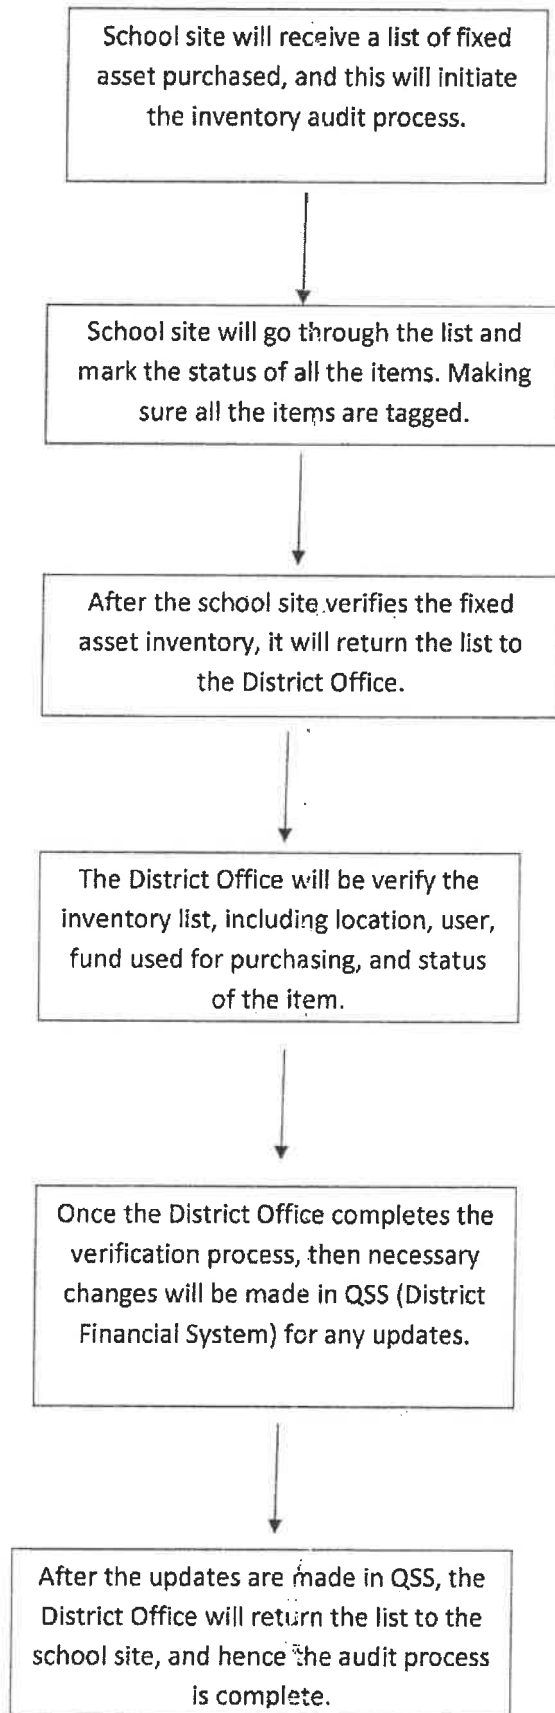 School site will receive a list of fixed
asset purchased, and this will initiate
the inventory audit process.
School site will go through the list and
mark the status of all the items. Making
sure all the items are tagged.
After the school site verifies the fixed
asset inventory, it will return the list to
the District Office.
The District Office will be verify the
inventory list, including location, user,
fund used for purchasing, and status
of the item.
Once the District Office completes the
verification process, then necessary
changes will be made in QSS (District
Financial System) for any updates.
After the updates are made in QSS, the
District Office will return the list to the
school site, and hence the audit process
is complete.